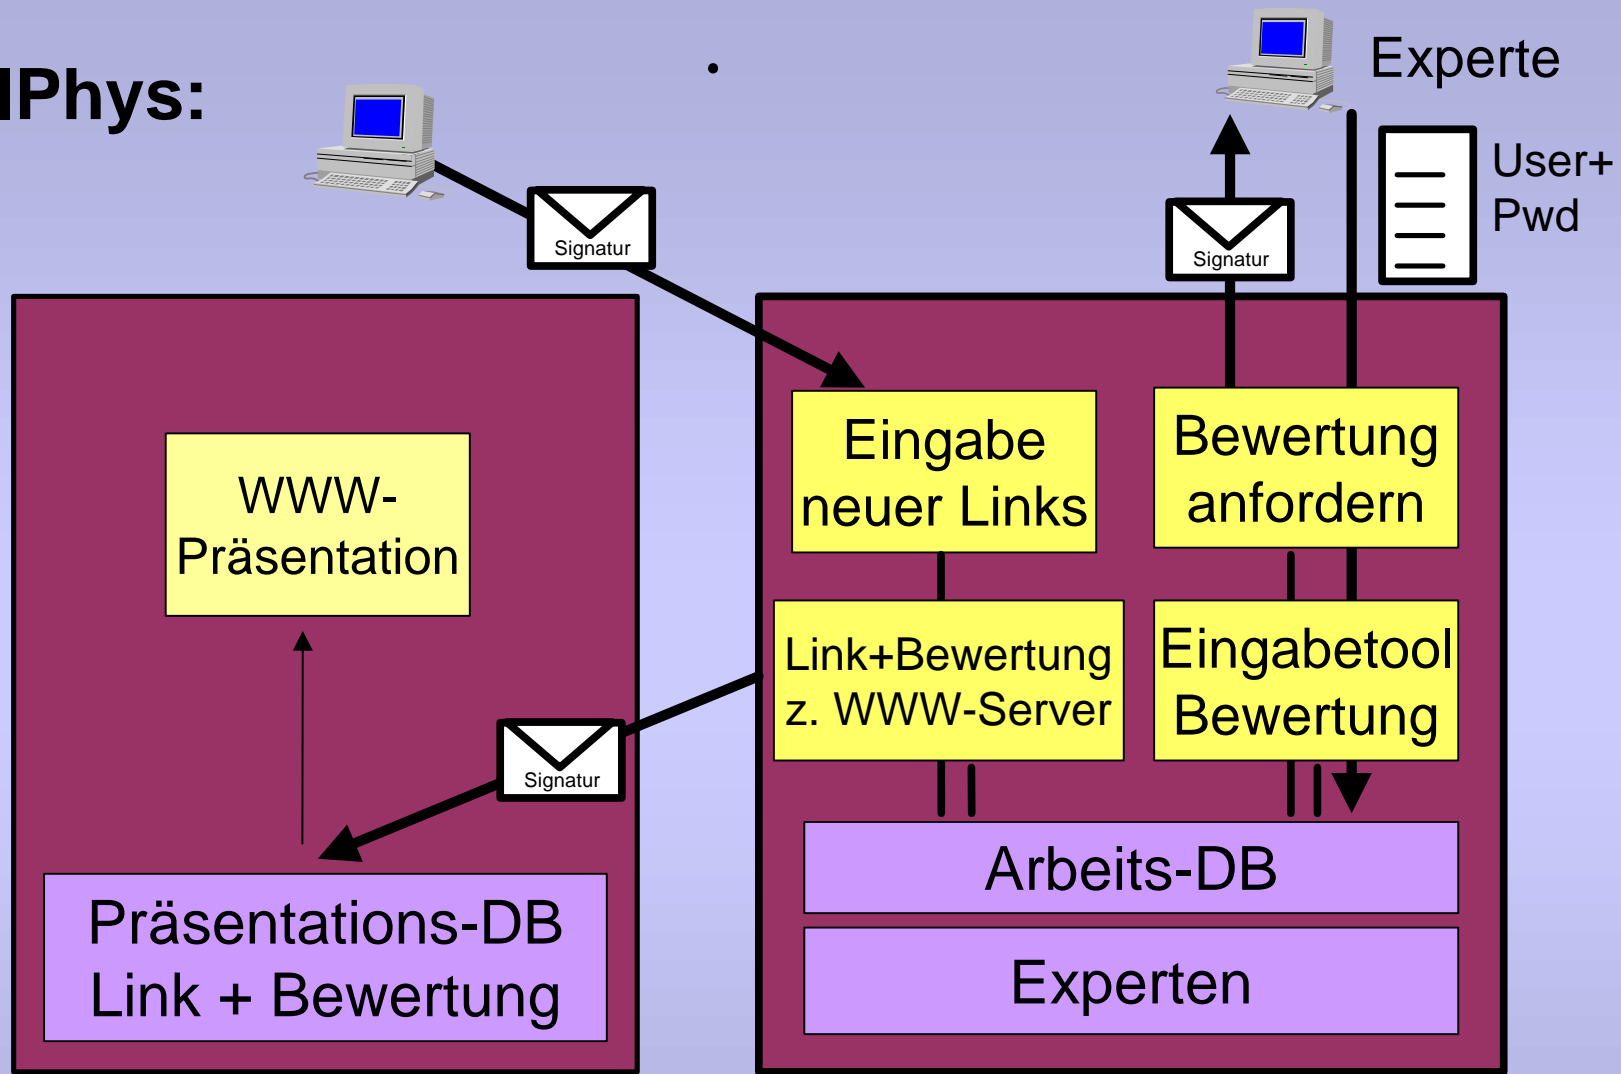 lPhys:
Experte
User+
Pwd
Signatur
Signatur
Eingabe
neuer Links
Bewertung
anfordern
WWW-
Präsentation
Link+Bewertung
z. WWW-Server
Eingabetool
Bewertung
Signatur
Arbeits-DB
Präsentations-DB
Link + Bewertung
Experten